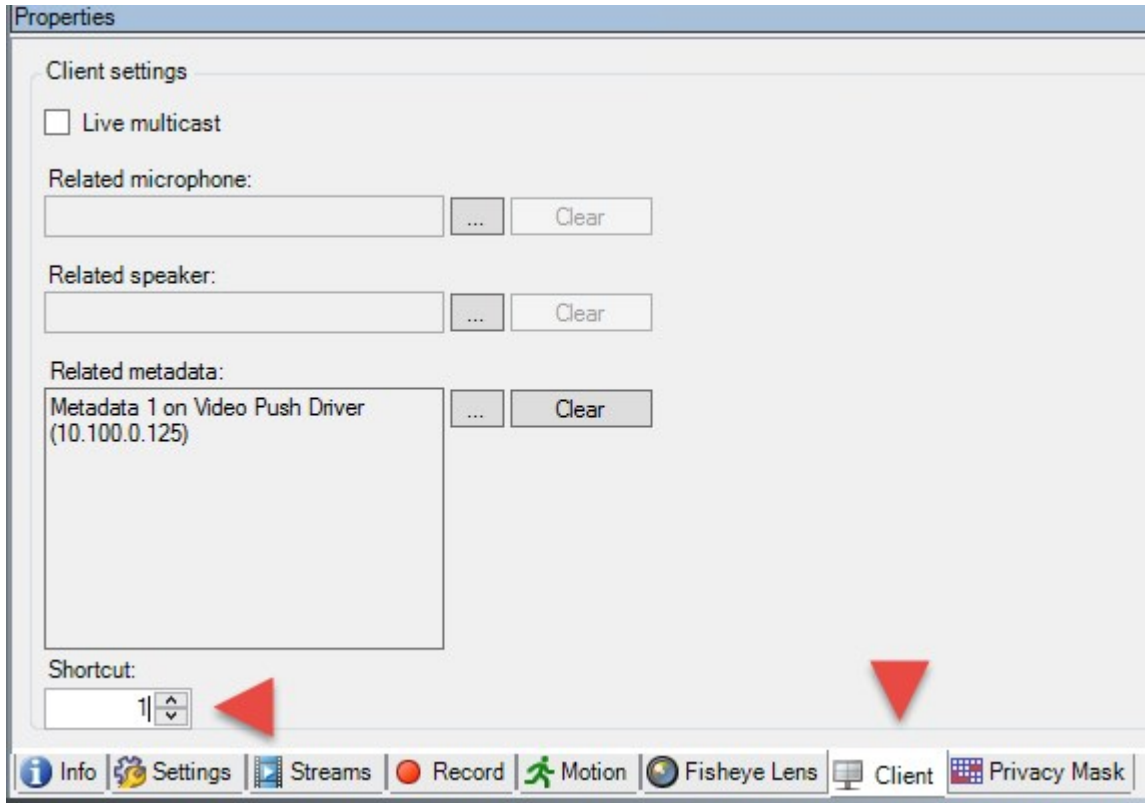 Properties
Client settings
Live multicast
Related microphone:
... Clear
Related speaker:
... Clear
Related metadata:
Metadata 1 on Video Push Driver
(10.100.0.125)
... Clear
Shortcut:
1
Info Settings Streams Record Motion Fisheye Lens Client Privacy Mask